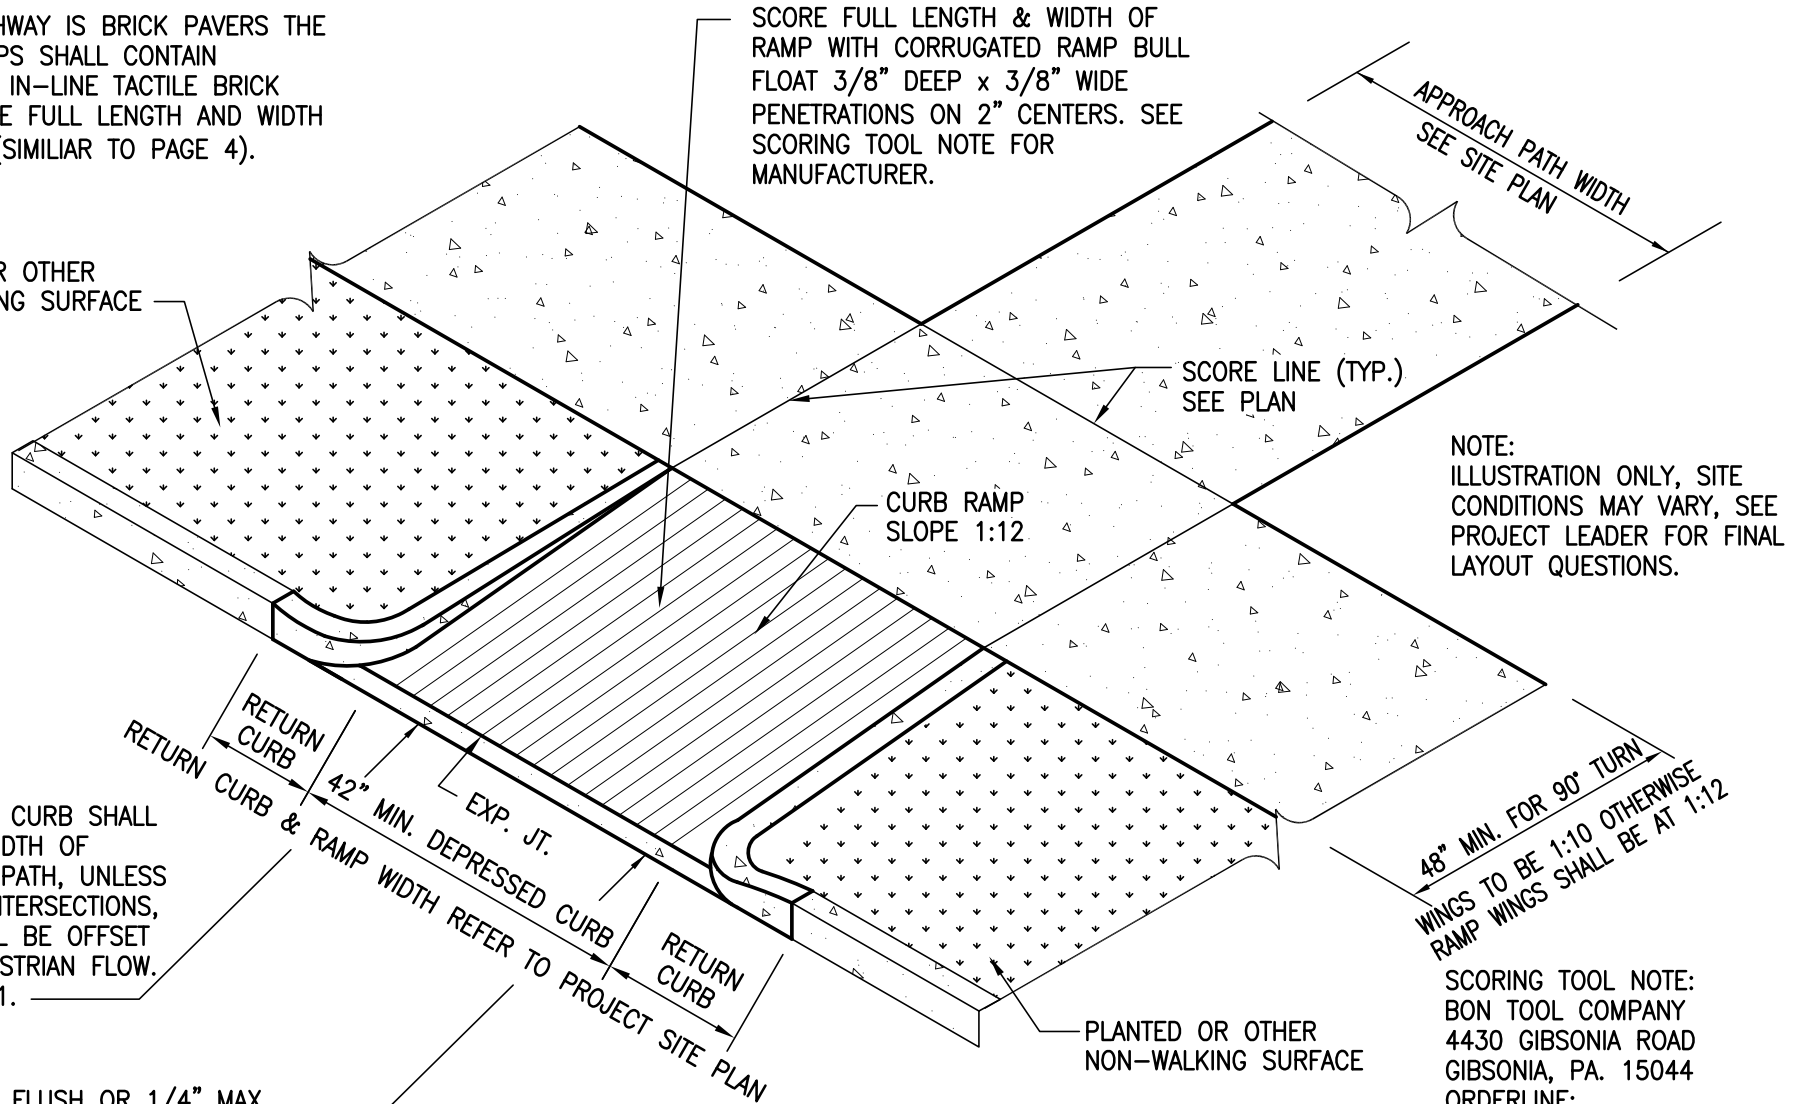 HWAY IS BRICK PAVERS THE
PS SHALL CONTAIN
IN-LINE TACTILE BRICK
E FULL LENGTH AND WIDTH
(SIMILIAR TO PAGE 4).
SCORE FULL LENGTH & WIDTH OF
RAMP WITH CORRUGATED RAMP BULL
FLOAT 3/8" DEEP x 3/8" WIDE
PENETRATIONS ON 2" CENTERS. SEE
SCORING TOOL NOTE FOR
MANUFACTURER.
APPROACH PATH WIDTH
SEE SITE PLAN
R OTHER
NG SURFACE
SCORE LINE (TYP.)
SEE PLAN
NOTE:
ILLUSTRATION ONLY, SITE
CONDITIONS MAY VARY, SEE
PROJECT LEADER FOR FINAL
LAYOUT QUESTIONS.
CURB RAMP
SLOPE 1:12
RETURN
CURB
42" MIN. DEPRESSED CURB
EXP. JT.
RETURN
CURB
RETURN CURB & RAMP WIDTH REFER TO PROJECT SITE PLAN
48" MIN. FOR 90° TURN
WINGS TO BE 1:10 OTHERWISE
RAMP WINGS SHALL BE AT 1:12
CURB SHALL
DTH OF
PATH, UNLESS
NTERSECTIONS,
L BE OFFSET
STRIAN FLOW.
1.
PLANTED OR OTHER
NON-WALKING SURFACE
SCORING TOOL NOTE:
BON TOOL COMPANY
4430 GIBSONIA ROAD
GIBSONIA, PA. 15044
ORDERLINE:
FLUSH OR 1/4" MAX